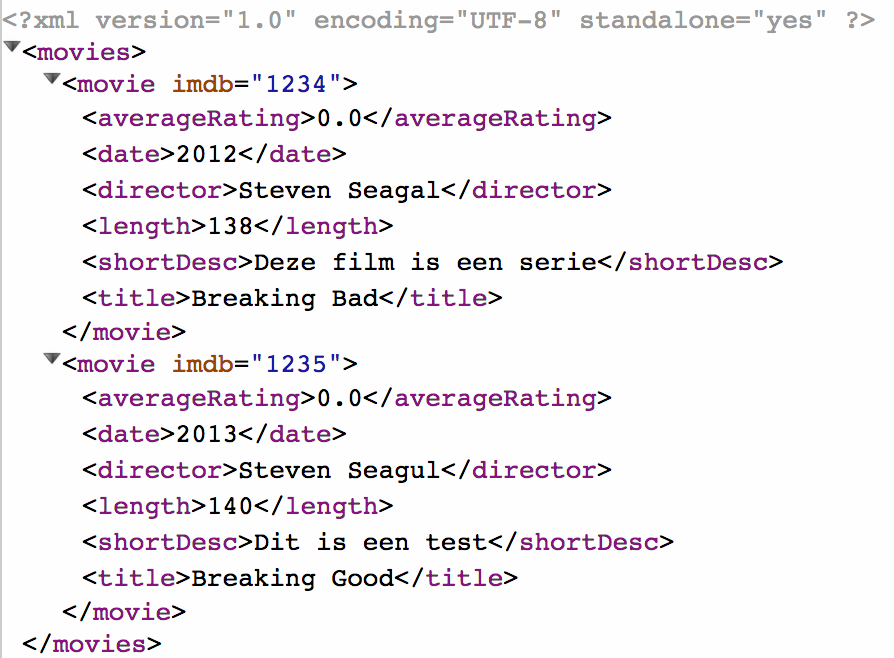 <?xml version="1.0" encoding="UTF-8" standalone="yes" ?>
<movies>
<movie imdb="1234">
<averageRating>0.0</averageRating>
<date>2012</date>
<director>Steven Seagal</director>
<length>138</length>
<shortDesc>Deze film is een serie</shortDesc>
<title>Breaking Bad</title>
</movie>
<movie imdb="1235">
<averageRating>0.0</averageRating>
<date>2013</date>
<director>Steven Seagul</director>
<length>140</length>
<shortDesc>Dit is een test</shortDesc>
<title>Breaking Good</title>
</movie>
</movies>